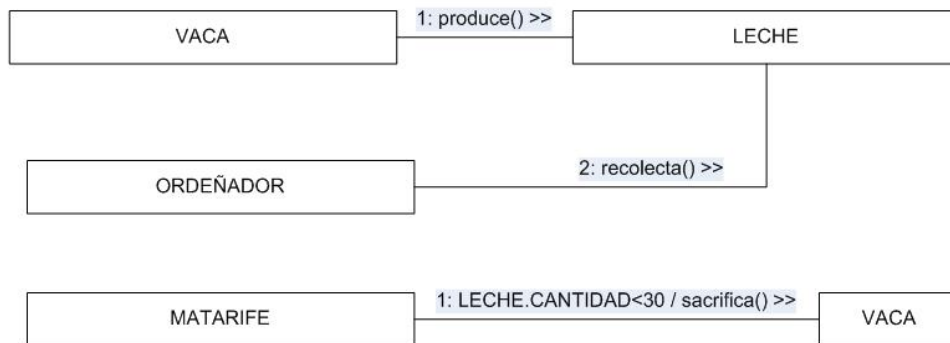 1: produce() >>
VACA
LECHE
2: recolecta() >>
ORDEÑADOR
1: LECHE.CANTIDAD<30 / sacrifica() >>
MATARIFE
VACA